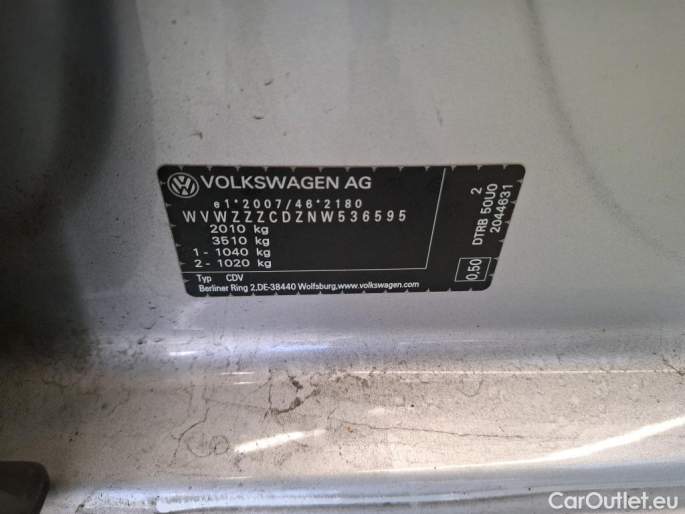 VOLKSWAGEN AG
e1*2007/46*2180
WVWZZZCDZNW536595
2010 kg
3510 kg
1 - 1040 kg
2 - 1020 kg
Typ CDV
Berliner Ring 2,DE-38440 Wolfsburg,www.volkswagen.com
2
DTRB 50U0
2044631
0,50
CarOutlet.eu